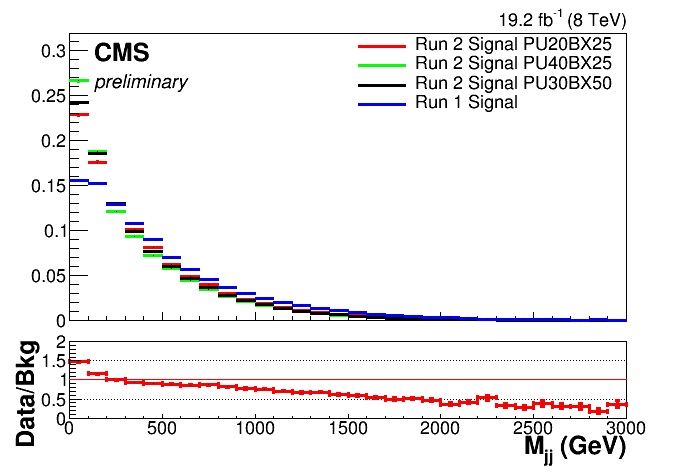 19.2 fb-1 (8 TeV)
CMS
preliminary
Run 2 Signal PU20BX25
Run 2 Signal PU40BX25
Run 2 Signal PU30BX50
Run 1 Signal
0.3
0.25
0.2
0.15
0.1
0.05
0
Data/Bkg
2
1.5
1
0.5
0
0 500 1000 1500 2000 2500 3000
Mjj (GeV)